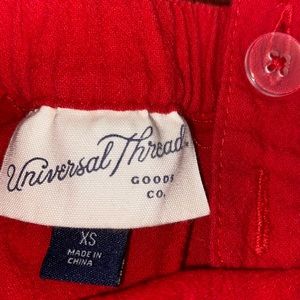 Universal Thread
GOODS
CO.
XS
MADE IN
CHINA